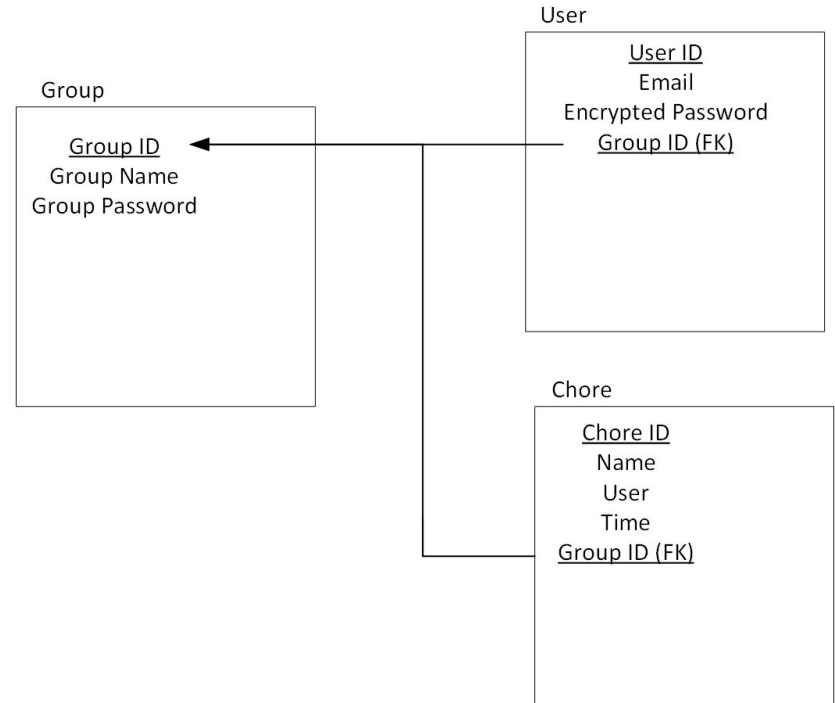 Group
Group ID
Group Name
Group Password
User
User ID
Email
Encrypted Password
Group ID (FK)
Chore
Chore ID
Name
User
Time
Group ID (FK)